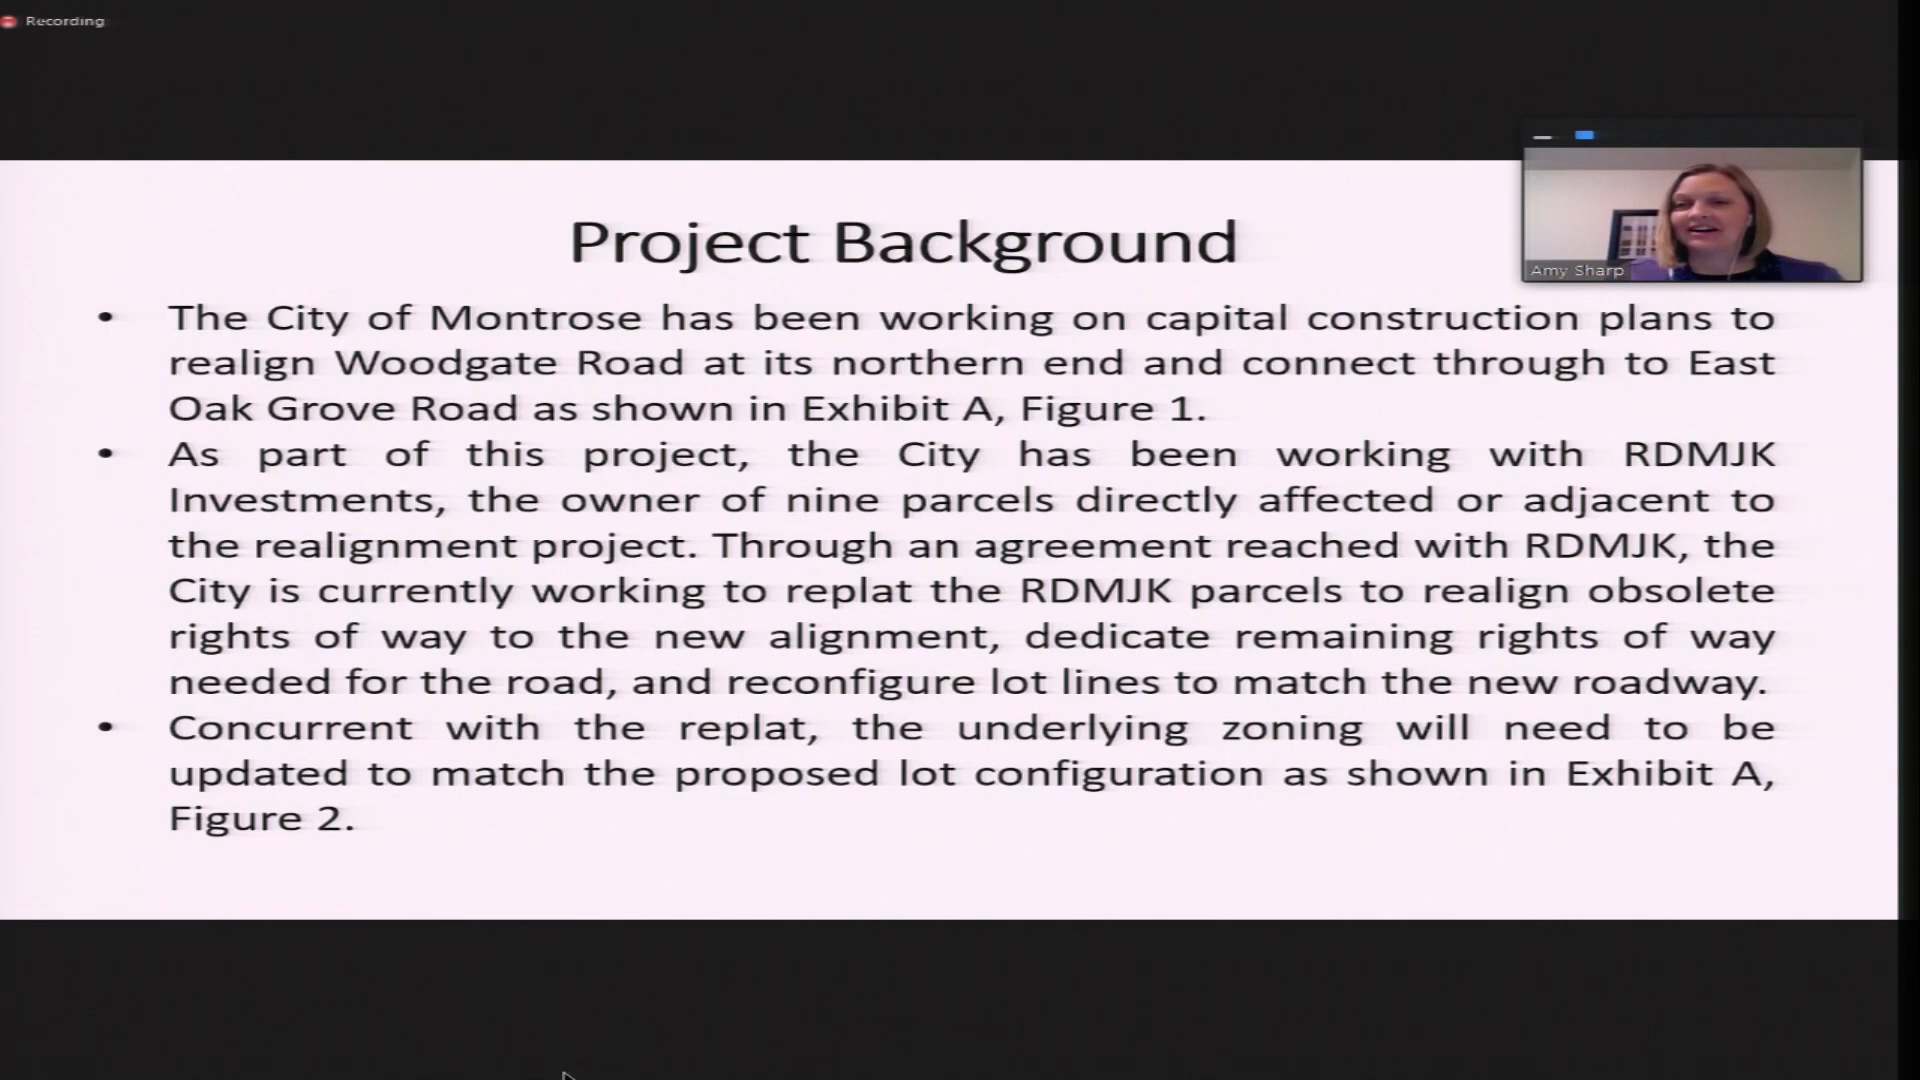 Recording
Project Background
Amy Sharp
• The City of Montrose has been working on capital construction plans to
realign Woodgate Road at its northern end and connect through to East
Oak Grove Road as shown in Exhibit A, Figure 1.
• As part of this project, the City has been working with RDMJK
Investments, the owner of nine parcels directly affected or adjacent to
the realignment project. Through an agreement reached with RDMJK, the
City is currently working to replat the RDMJK parcels to realign obsolete
rights of way to the new alignment, dedicate remaining rights of way
needed for the road, and reconfigure lot lines to match the new roadway.
• Concurrent with the replat, the underlying zoning will need to be
updated to match the proposed lot configuration as shown in Exhibit A,
Figure 2.